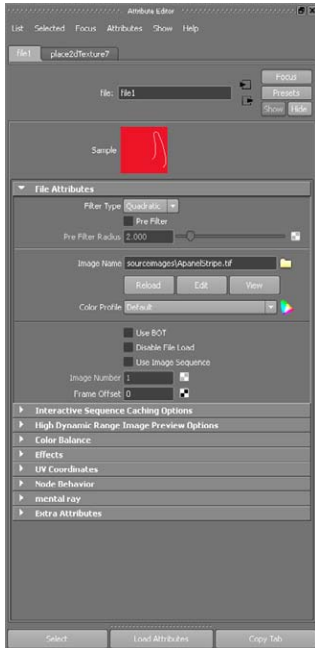 Attribute Editor
List Selected Focus Attributes Show Help
file1 place2dTexture7
Focus
file: file1
Presets
Show Hide
Sample
File Attributes
Filter Type Quadratic
Pre Filter
Pre Filter Radius 2.000
Image Name sourceimages\ApanelStripe.tif
Reload Edit View
Color Profile Default
Use BOT
Disable File Load
Use Image Sequence
Image Number 1
Frame Offset 0
Interactive Sequence Caching Options
High Dynamic Range Image Preview Options
Color Balance
Effects
UV Coordinates
Node Behavior
mental ray
Extra Attributes
Select Load Attributes Copy Tab